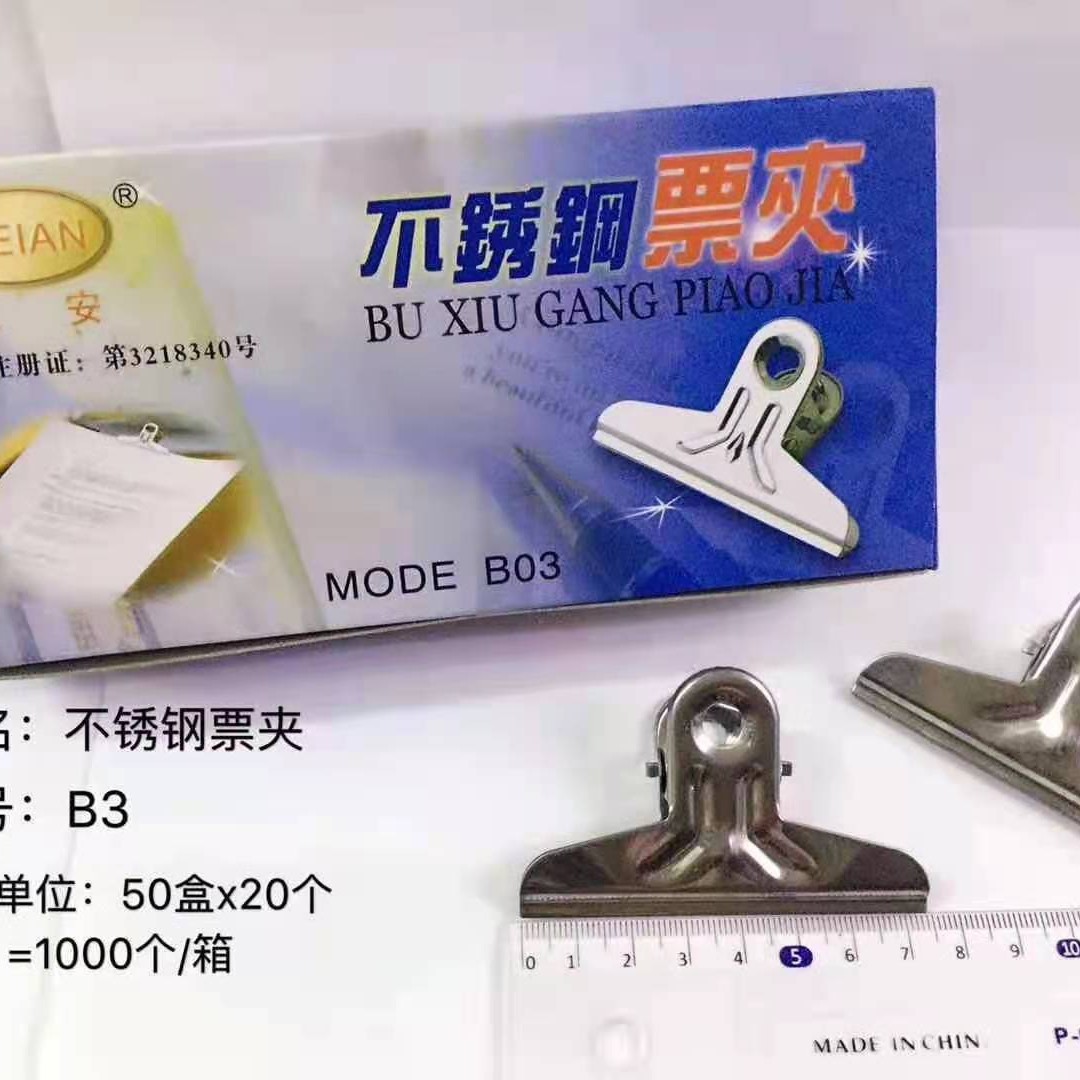 EIAN ®
安
不銹鋼票夾
BU XIU GANG PIAO JIA
注册证：第3218340号
MODE B03
名：不锈钢票夹
号：B3
单位：50盒x20个
=1000个/箱
0 1 2 3 4 5 6 7 8 9 10
MADE IN CHIN
P-